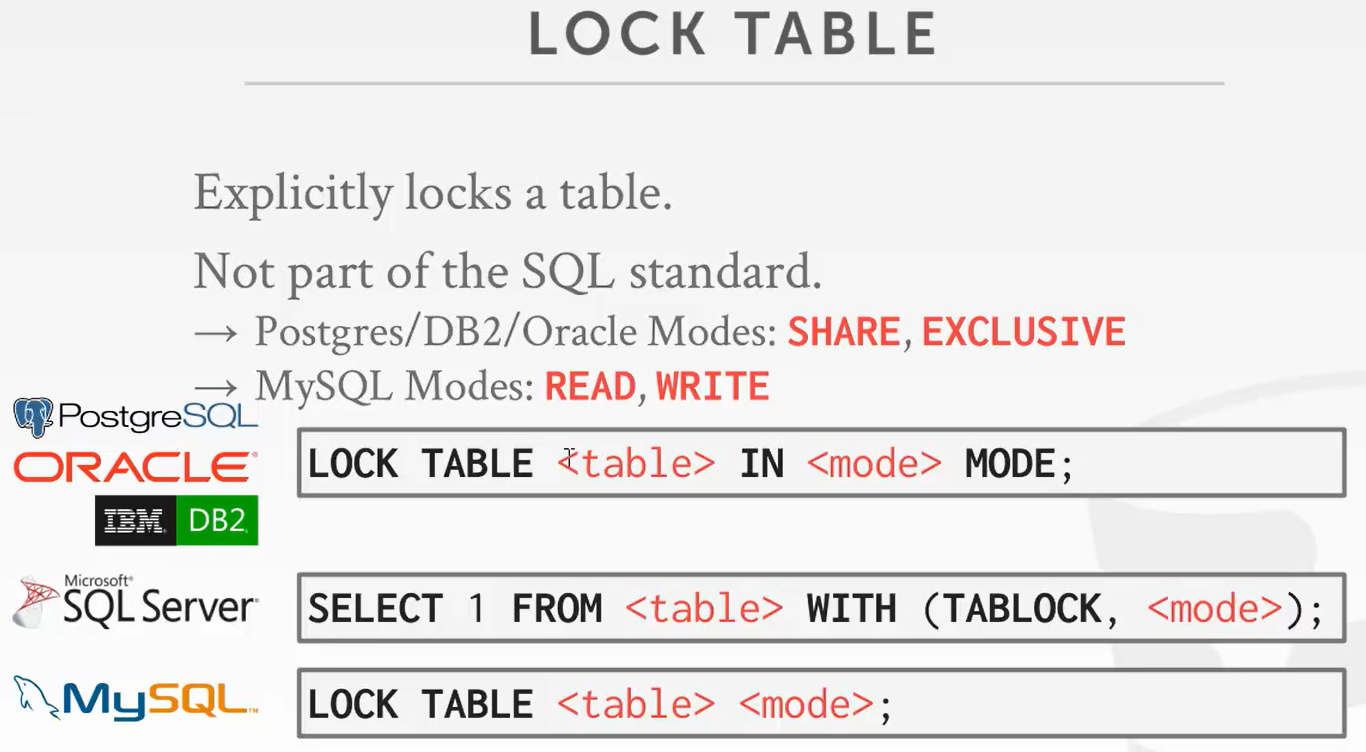 LOCK TABLE
Explicitly locks a table.
Not part of the SQL standard.
→ Postgres/DB2/Oracle Modes: SHARE, EXCLUSIVE
→ MySQL Modes: READ, WRITE
PostgreSQL
ORACLE®
IBM® DB2®
LOCK TABLE <table> IN <mode> MODE;
Microsoft®
SQL Server®
SELECT 1 FROM <table> WITH (TABLOCK, <mode>);
MySQL™
LOCK TABLE <table> <mode>;